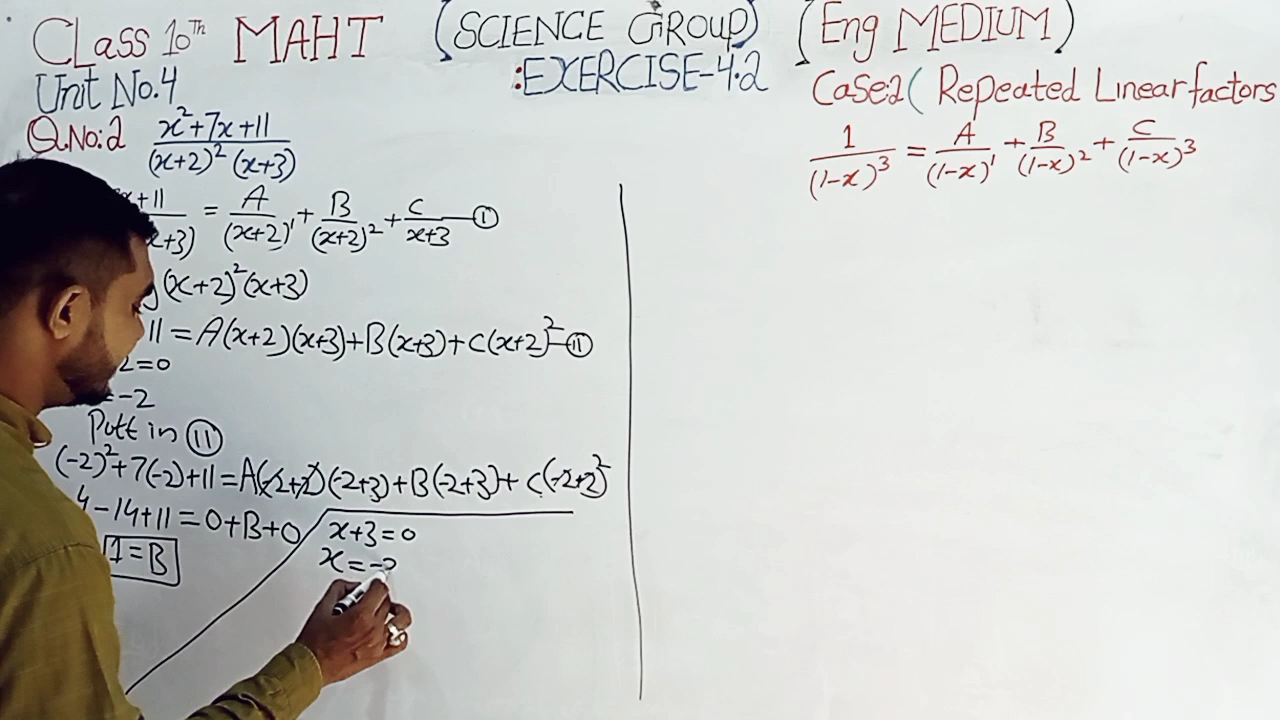 CLass 10Th MAHT (SCIENCE GRouP) (Eng MEDIUM)
Unit No.4 :EXERCISE-4.2 Case:2( Repeated Linear factors
Q.No:2 x²+7x+11/(x+2)²(x+3)
1/(1-x)³ = A/(1-x)¹ + B/(1-x)² + C/(1-x)³
x+11/x+3) = A/(x+2)¹ + B/(x+2)² + C/x+3 — (I)
(x+2)²(x+3)
11 = A(x+2)(x+3)+B(x+3)+C(x+2)² — (II)
2=0
=-2
Putt in (II)
(-2)²+7(-2)+11=A(-2+2)(-2+3)+B(-2+3)+C(-2+2)²
4-14+11=0+B+0
1=B
x+3=0
x=-3